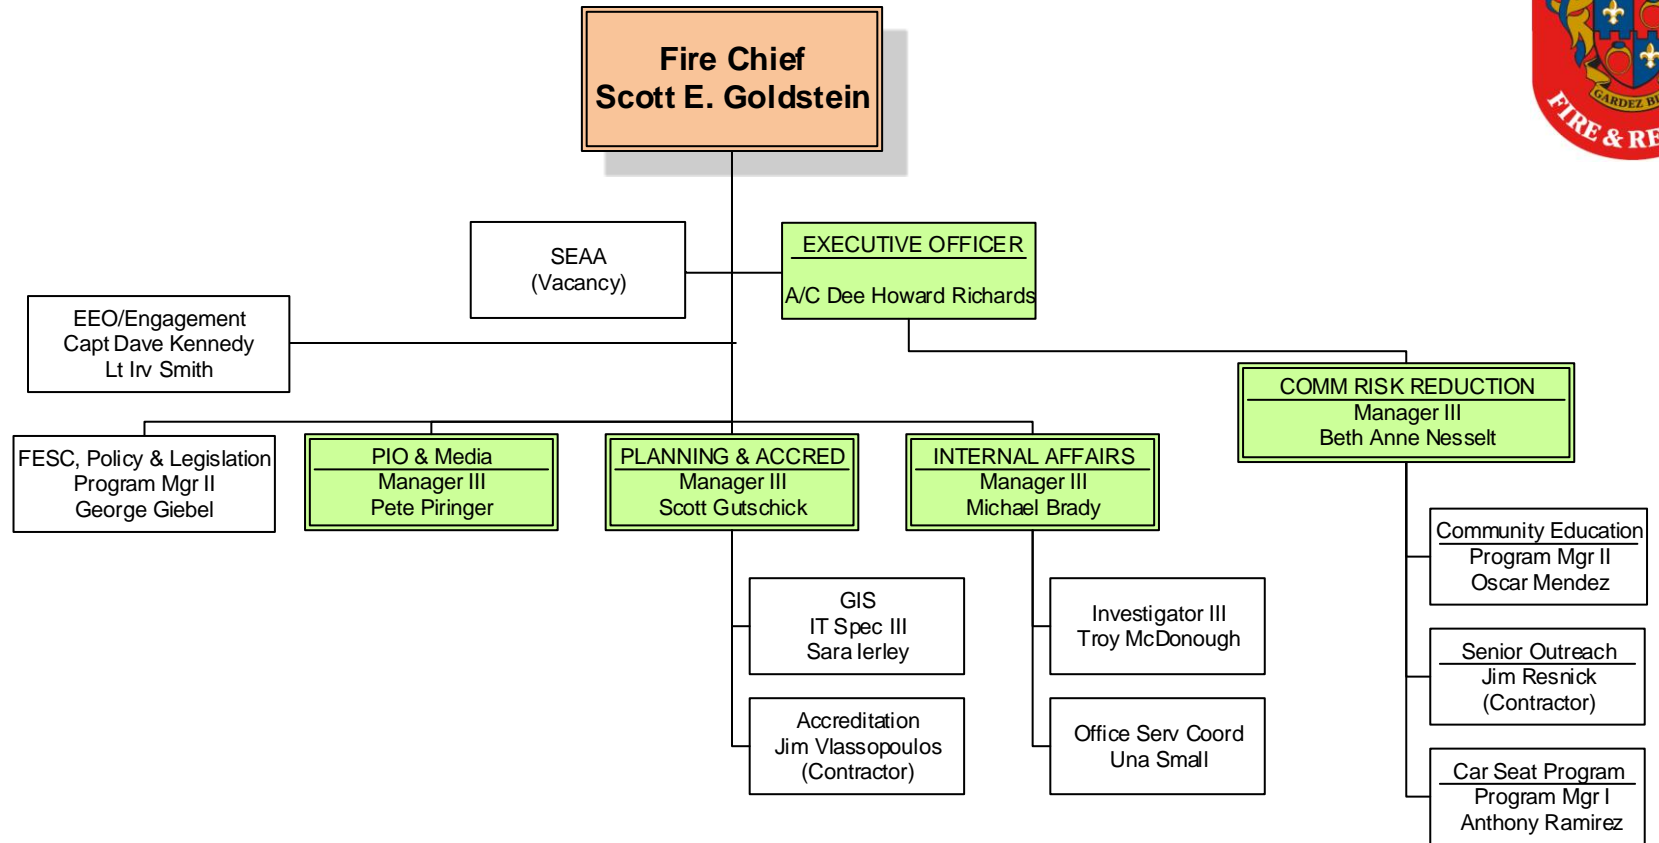 Fire Chief
Scott E. Goldstein
GARDEZ
FIRE & RE
SEAA
(Vacancy)
EXECUTIVE OFFICER
A/C Dee Howard Richards
EEO/Engagement
Capt Dave Kennedy
Lt Irv Smith
COMM RISK REDUCTION
Manager III
Beth Anne Nesselt
FESC, Policy & Legislation
Program Mgr II
George Giebel
PIO & Media
Manager III
Pete Piringer
PLANNING & ACCRED
Manager III
Scott Gutschick
INTERNAL AFFAIRS
Manager III
Michael Brady
GIS
IT Spec III
Sara Ierley
Accreditation
Jim Vlassopoulos
(Contractor)
Investigator III
Troy McDonough
Office Serv Coord
Una Small
Community Education
Program Mgr II
Oscar Mendez
Senior Outreach
Jim Resnick
(Contractor)
Car Seat Program
Program Mgr I
Anthony Ramirez